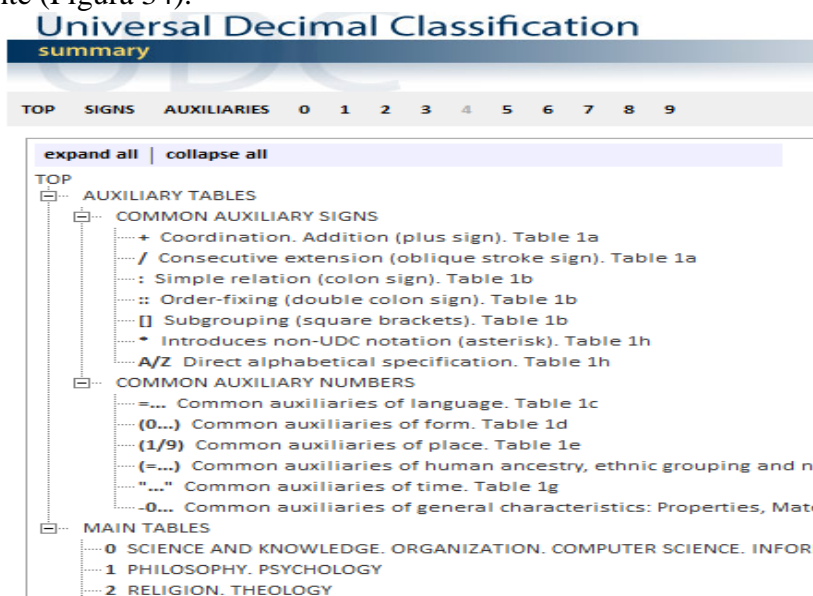 (Figura 34).
Universal Decimal Classification
summary
TOP SIGNS AUXILIARIES 0 1 2 3 4 5 6 7 8 9
expand all | collapse all
TOP
AUXILIARY TABLES
COMMON AUXILIARY SIGNS
+ Coordination. Addition (plus sign). Table 1a
/ Consecutive extension (oblique stroke sign). Table 1a
: Simple relation (colon sign). Table 1b
:: Order-fixing (double colon sign). Table 1b
[] Subgrouping (square brackets). Table 1b
* Introduces non-UDC notation (asterisk). Table 1h
A/Z Direct alphabetical specification. Table 1h
COMMON AUXILIARY NUMBERS
=... Common auxiliaries of language. Table 1c
(0...) Common auxiliaries of form. Table 1d
(1/9) Common auxiliaries of place. Table 1e
(=...) Common auxiliaries of human ancestry, ethnic grouping and n
"..." Common auxiliaries of time. Table 1g
-0... Common auxiliaries of general characteristics: Properties, Mat
MAIN TABLES
0 SCIENCE AND KNOWLEDGE. ORGANIZATION. COMPUTER SCIENCE. INFOR
1 PHILOSOPHY. PSYCHOLOGY
2 RELIGION. THEOLOGY